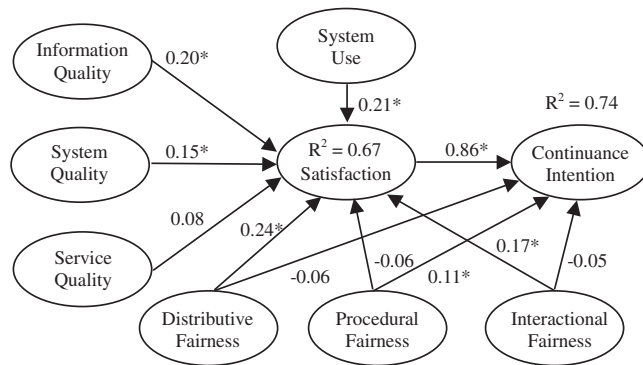 Information
Quality
0.20*
System
Use
R² = 0.74
0.21*
System
Quality
0.15*
R² = 0.67
Satisfaction
0.86*
Continuance
Intention
0.08
0.24*
Service
Quality
-0.06
-0.06
0.11*
0.17*
-0.05
Distributive
Fairness
Procedural
Fairness
Interactional
Fairness